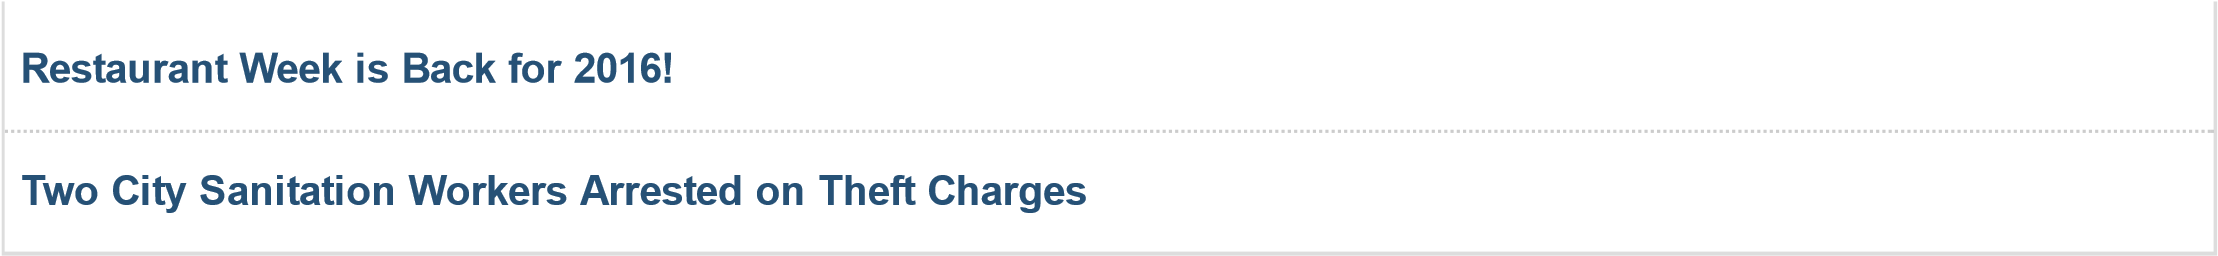 Restaurant Week is Back for 2016!
Two City Sanitation Workers Arrested on Theft Charges